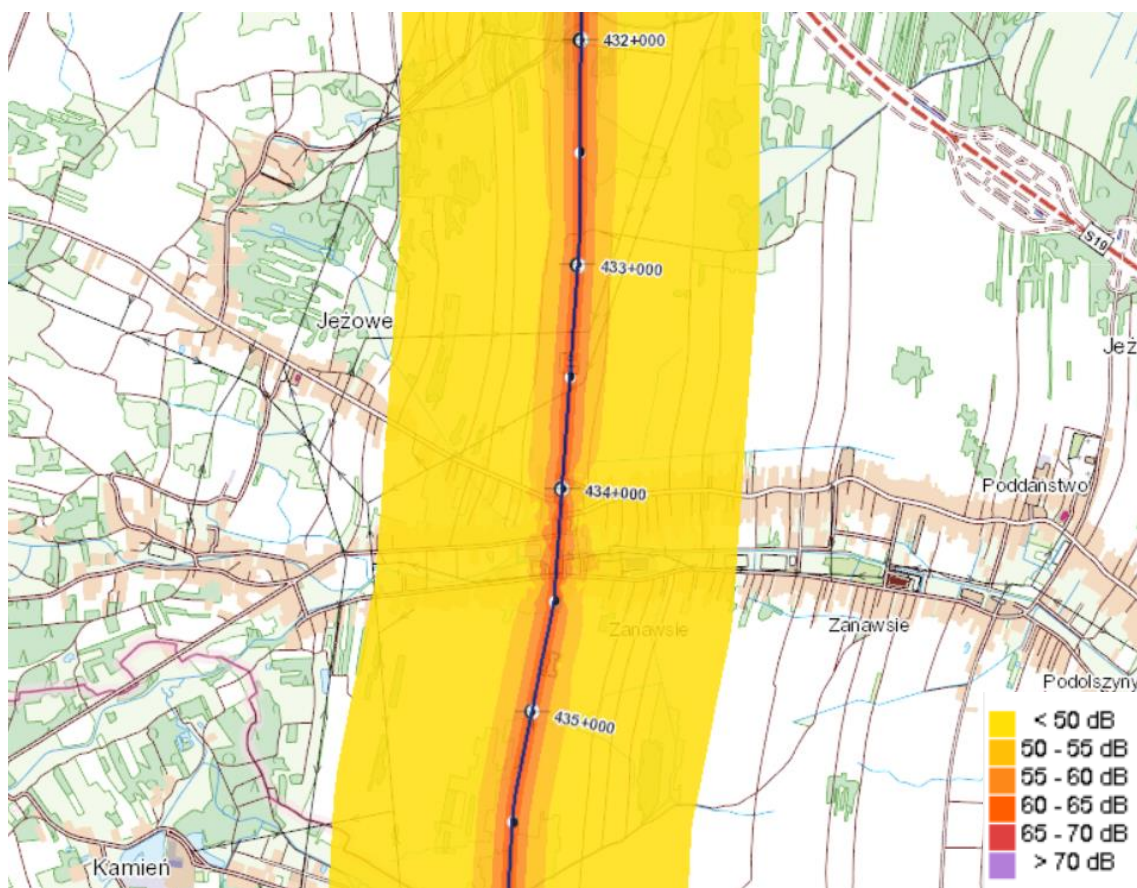 432+000
433+000
S19
Jeżowe
Jeż
434+000
Poddaństwo
Zanawsie
Zanawsie
Podolszyny
435+000
Kamień
< 50 dB
50 - 55 dB
55 - 60 dB
60 - 65 dB
65 - 70 dB
> 70 dB